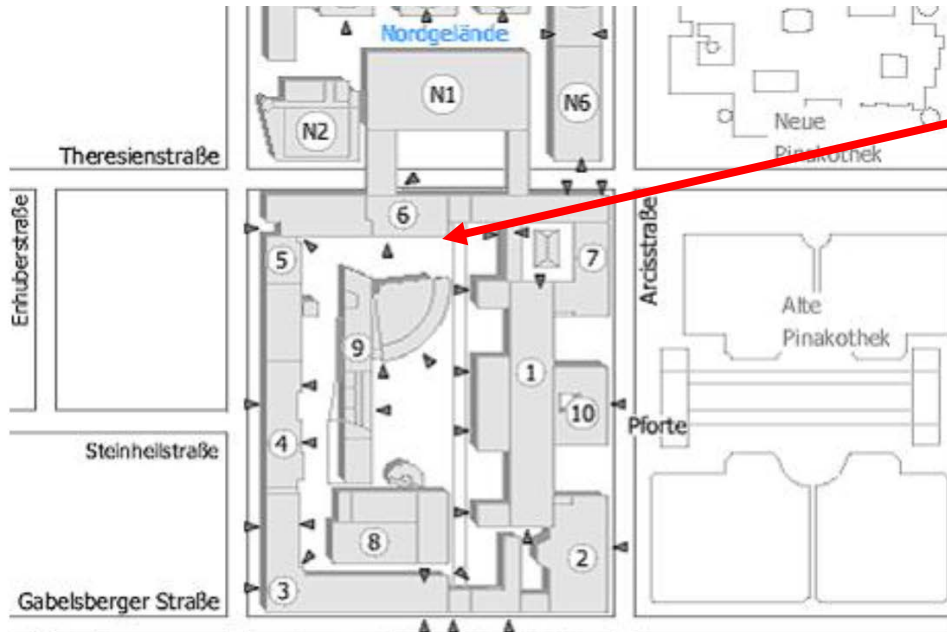 Nordgelände
N1
N6
N2
Neue
Pinakothek
Theresienstraße
Enhuberstraße
6
5
7
Arcisstraße
Alte
Pinakothek
9
1
10
Pforte
Steinheilstraße
4
8
2
3
Gabelsberger Straße